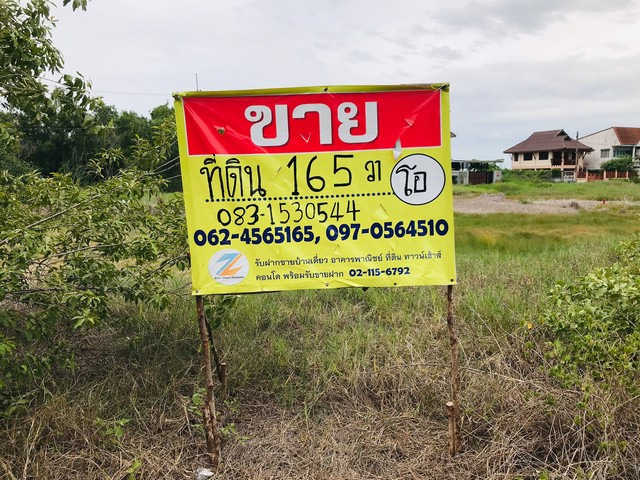 ขาย
ที่ดิน 165 วา โอ๋
083-1530544
062-4565165, 097-0564510
รับฝากขายบ้านเดี่ยว อาคารพาณิชย์ ที่ดิน ทาวน์เฮ้าส์
คอนโด พร้อมรับขายฝาก 02-115-6792